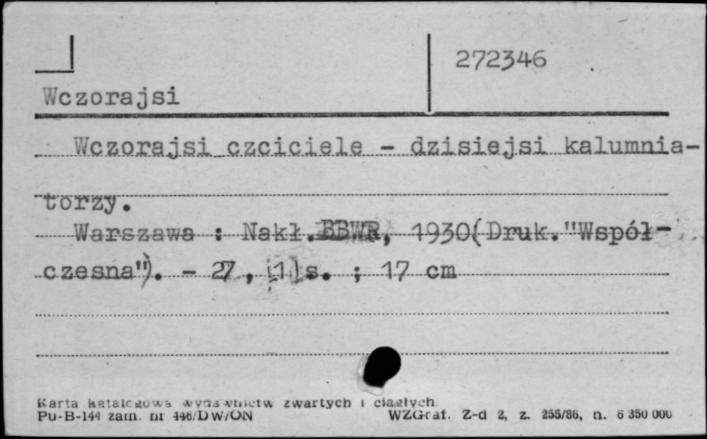 272346
Wczorajsi
Wczorajsi czciciele - dzisiejsi kalumnia-
torzy.
Warszawa : Nakł. BBWR, 1930(Druk."Współ-
czesna"). - 27, [1] s. ; 17 cm
Karta katalogowa wydawnictw zwartych i ciągłych
Pu-B-144 zam. nr 446/DW/ON WZGraf. Z-d 2, z. 255/86, n. 6 350 000